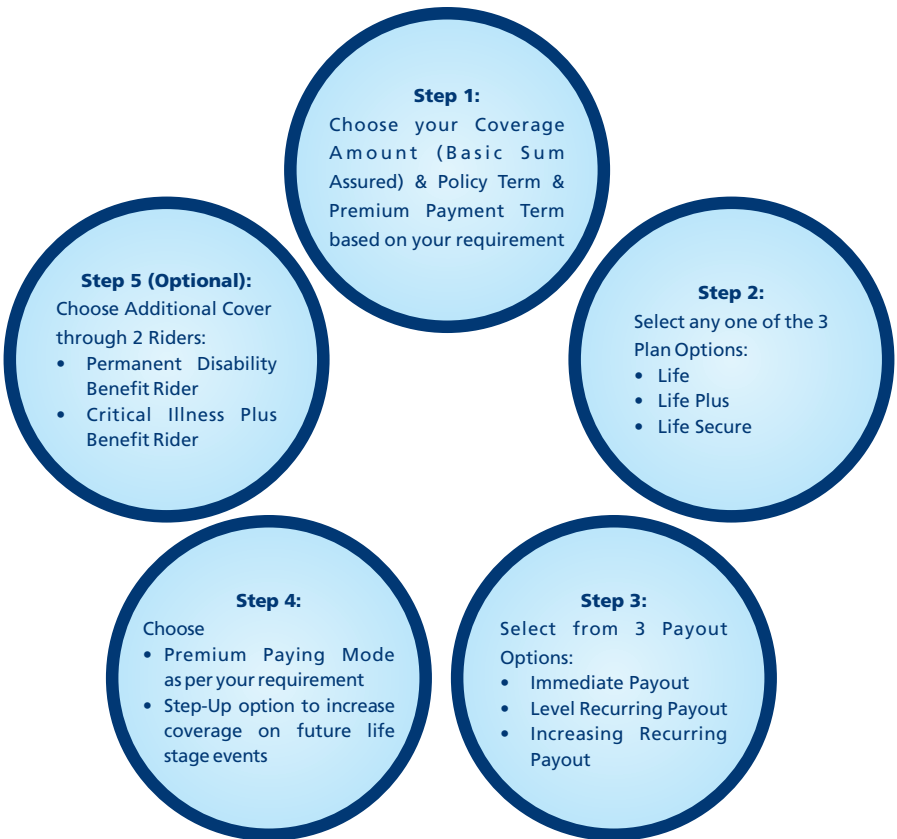 Step 1:
Choose your Coverage
Amount (Basic Sum
Assured) & Policy Term &
Premium Payment Term
based on your requirement
Step 2:
Select any one of the 3
Plan Options:
• Life
• Life Plus
• Life Secure
Step 3:
Select from 3 Payout
Options:
• Immediate Payout
• Level Recurring Payout
• Increasing Recurring
Payout
Step 4:
Choose
• Premium Paying Mode
as per your requirement
• Step-Up option to increase
coverage on future life
stage events
Step 5 (Optional):
Choose Additional Cover
through 2 Riders:
• Permanent Disability
Benefit Rider
• Critical Illness Plus
Benefit Rider